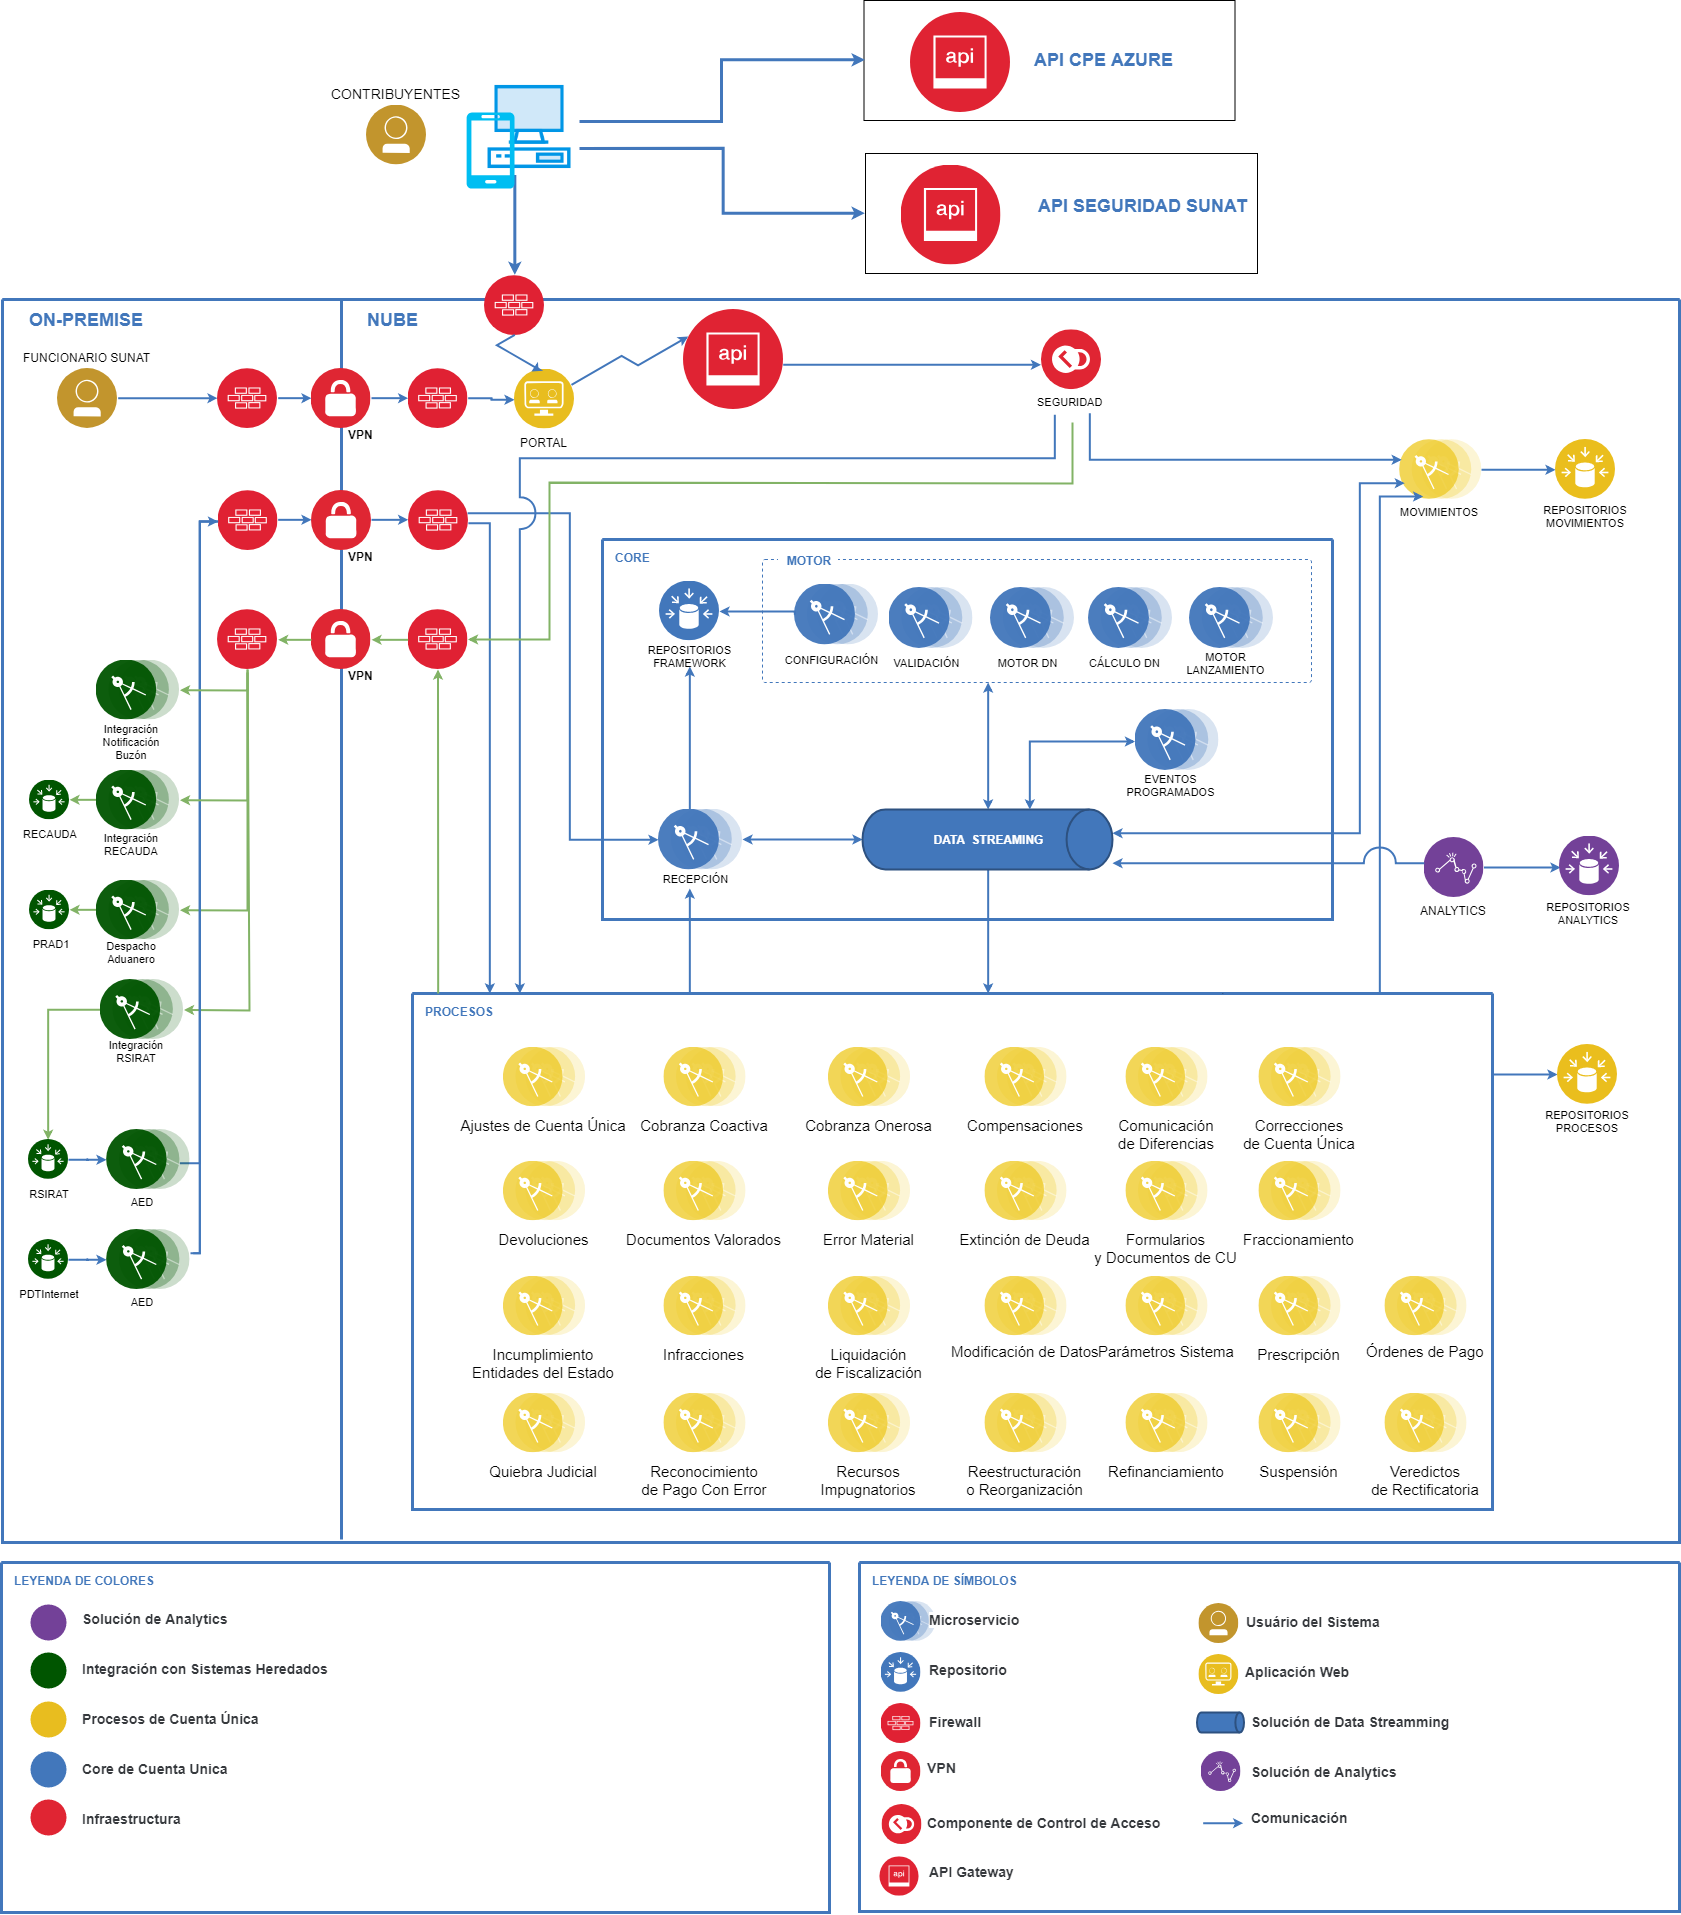 CONTRIBUYENTES
api
API CPE AZURE
api
API SEGURIDAD SUNAT
ON-PREMISE
NUBE
FUNCIONARIO SUNAT
api
SEGURIDAD
VPN
PORTAL
VPN
VPN
MOVIMIENTOS
REPOSITORIOS
MOVIMIENTOS
CORE
MOTOR
REPOSITORIOS
FRAMEWORK
CONFIGURACIÓN
VALIDACIÓN
MOTOR DN
CÁLCULO DN
MOTOR
LANZAMIENTO
EVENTOS
PROGRAMADOS
DATA  STREAMING
RECEPCIÓN
ANALYTICS
REPOSITORIOS
ANALYTICS
Integración
Notificación
Buzón
RECAUDA
Integración
RECAUDA
PRAD1
Despacho
Aduanero
Integración
RSIRAT
RSIRAT
AED
PDTInternet
AED
PROCESOS
REPOSITORIOS
PROCESOS
Ajustes de Cuenta Única
Cobranza Coactiva
Cobranza Onerosa
Compensaciones
Comunicación
de Diferencias
Correcciones
de Cuenta Única
Devoluciones
Documentos Valorados
Error Material
Extinción de Deuda
Formularios
y Documentos de CU
Fraccionamiento
Incumplimiento
Entidades del Estado
Infracciones
Liquidación
de Fiscalización
Modificación de Datos
Parámetros Sistema
Prescripción
Órdenes de Pago
Quiebra Judicial
Reconocimiento
de Pago Con Error
Recursos
Impugnatorios
Reestructuración
o Reorganización
Refinanciamiento
Suspensión
Veredictos
de Rectificatoria
LEYENDA DE COLORES
Solución de Analytics
Integración con Sistemas Heredados
Procesos de Cuenta Única
Core de Cuenta Unica
Infraestructura
LEYENDA DE SÍMBOLOS
Microservicio
Repositorio
Firewall
VPN
Componente de Control de Acceso
api
API Gateway
Usuário del Sistema
Aplicación Web
Solución de Data Streamming
Solución de Analytics
Comunicación